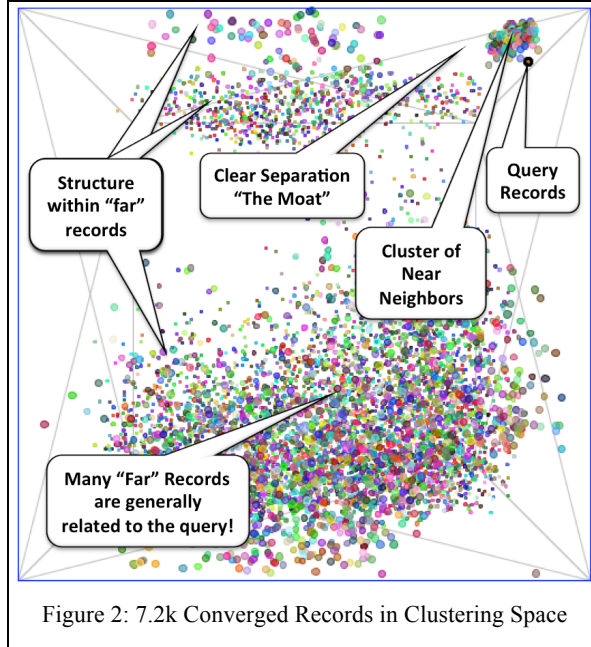 Structure
within “far”
records
Clear Separation
“The Moat”
Query
Records
Cluster of
Near
Neighbors
Many “Far” Records
are generally
related to the query!
Figure 2: 7.2k Converged Records in Clustering Space